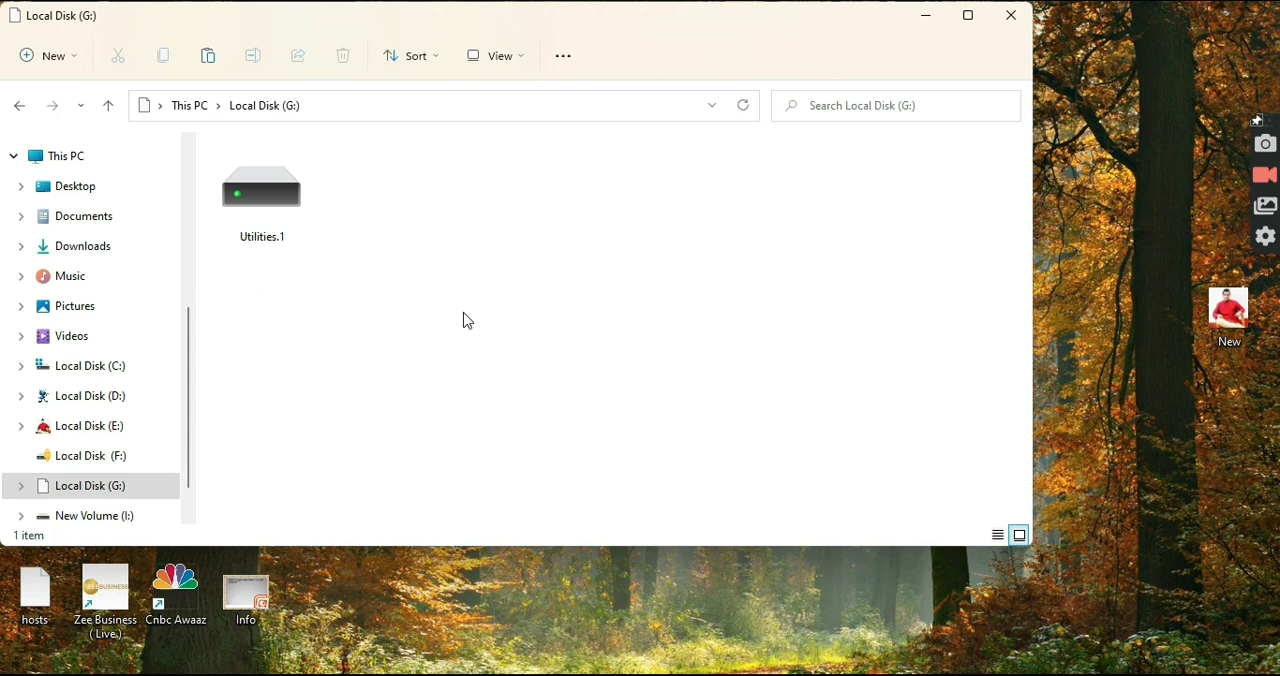 Local Disk (G:)
New
Sort
View
This PC > Local Disk (G:)
Search Local Disk (G:)
This PC
Desktop
Documents
Downloads
Music
Pictures
Videos
Local Disk (C:)
Local Disk (D:)
Local Disk (E:)
Local Disk (F:)
Local Disk (G:)
New Volume (I:)
Utilities.1
1 item
New
hosts
Zee Business
( Live )
Cnbc Awaaz
Info